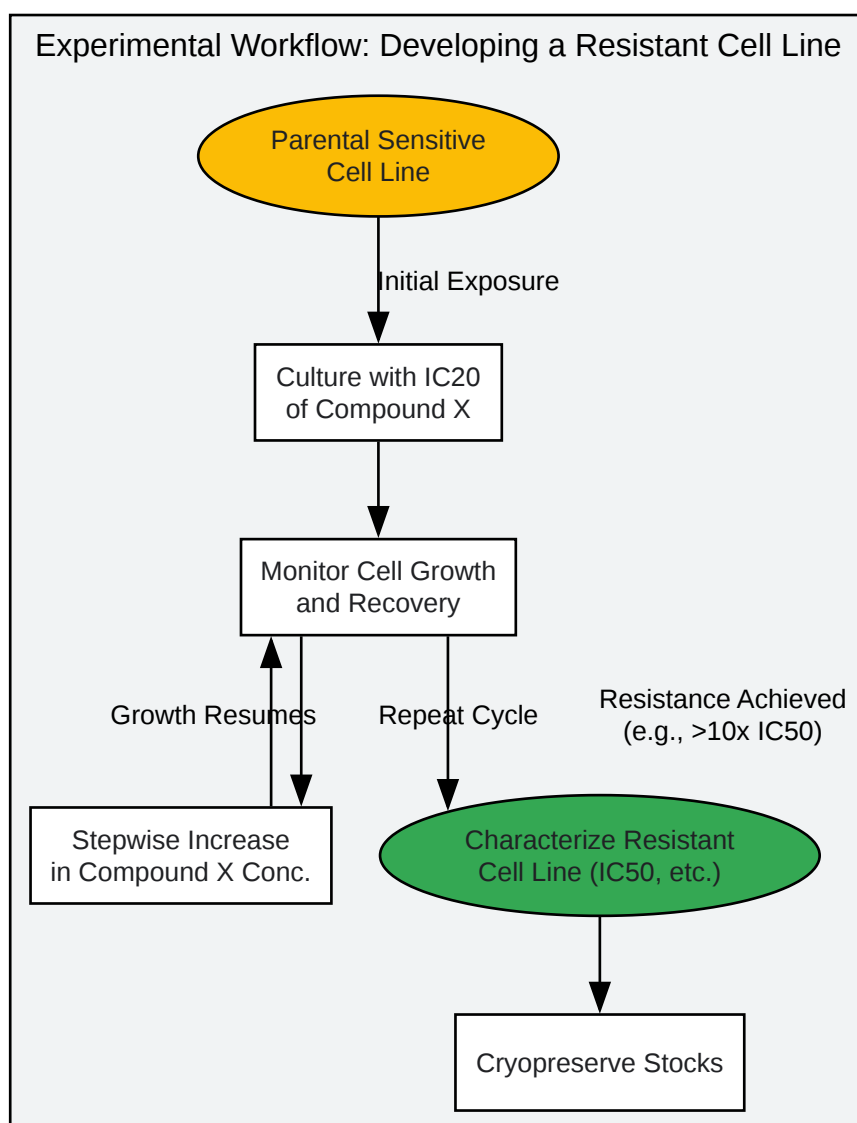 Experimental Workflow: Developing a Resistant Cell Line
Parental Sensitive
Cell Line
Initial Exposure
Culture with IC20
of Compound X
Monitor Cell Growth
and Recovery
Growth Resumes
Repeat Cycle
Resistance Achieved
(e.g., >10x IC50)
Stepwise Increase
in Compound X Conc.
Characterize Resistant
Cell Line (IC50, etc.)
Cryopreserve Stocks